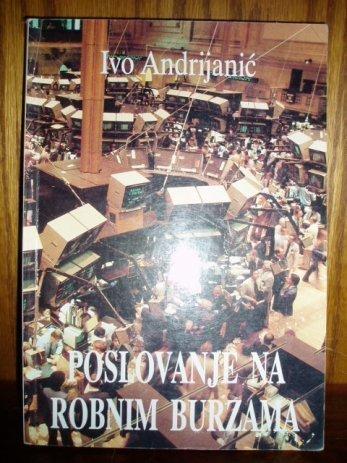 Ivo Andrijanić
POSLOVANJE NA
ROBNIM BURZAMA